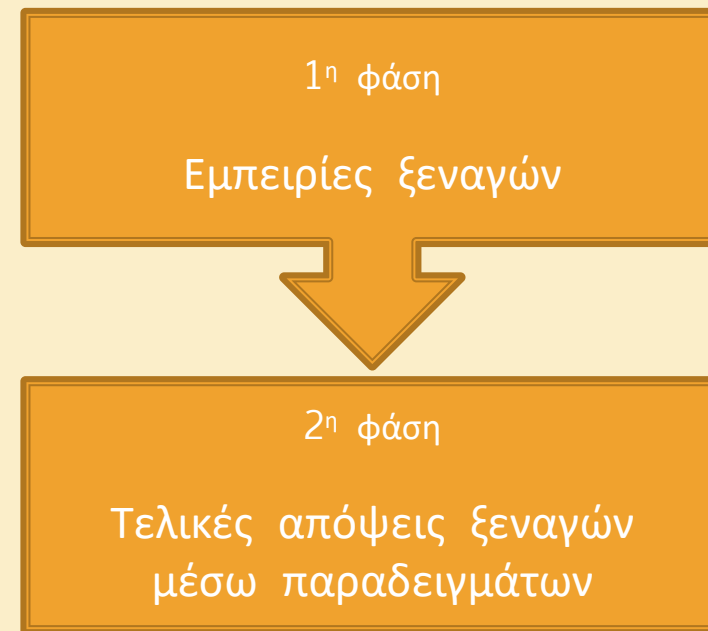 1η φάση
Εμπειρίες ξεναγών
2η φάση
Τελικές απόψεις ξεναγών
μέσω παραδειγμάτων